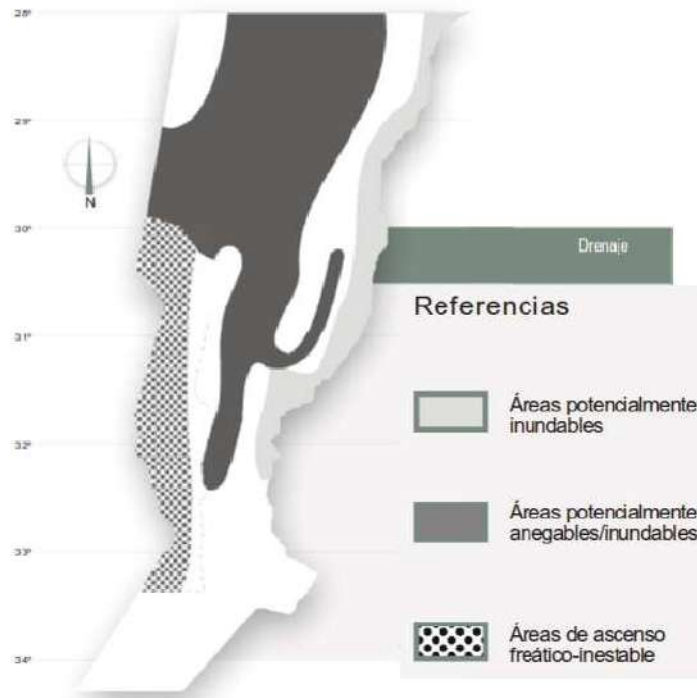 28°
29°
N
30°
Drenaje
Referencias
31°
Áreas potencialmente
inundables
32°
Áreas potencialmente
anegables/inundables
33°
Áreas de ascenso
freático-inestable
34°